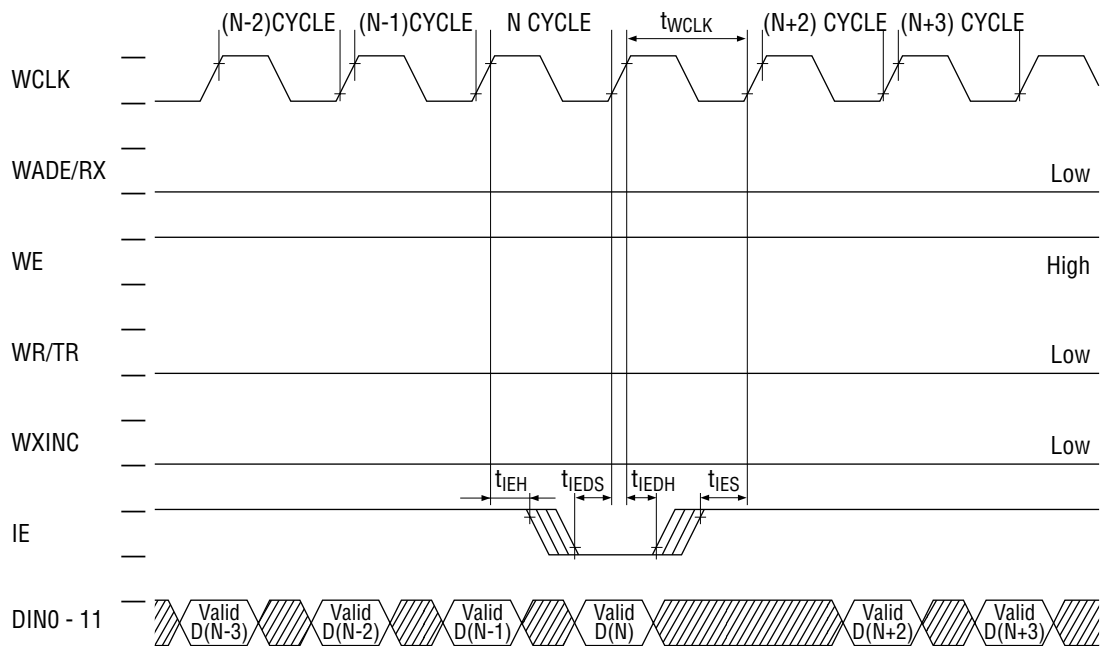 (N-2)CYCLE (N-1)CYCLE N CYCLE tWCLK (N+2) CYCLE (N+3) CYCLE
WCLK
WADE/RX Low
WE High
WR/TR Low
WXINC Low
tIEH tIEDS tIEDH tIES
IE
DIN0 - 11
Valid D(N-3)
Valid D(N-2)
Valid D(N-1)
Valid D(N)
Valid D(N+2)
Valid D(N+3)